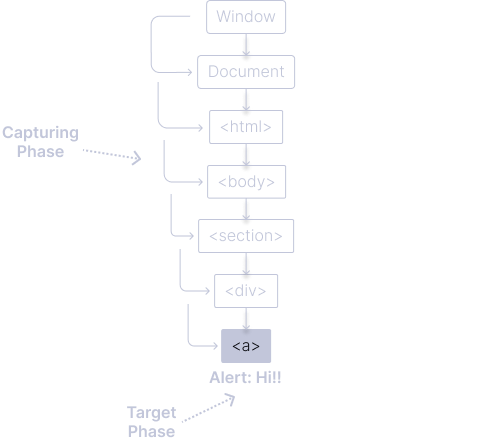 Window
Document
<html>
Capturing
Phase
<body>
<section>
<div>
<a>
Alert: Hi!!
Target
Phase